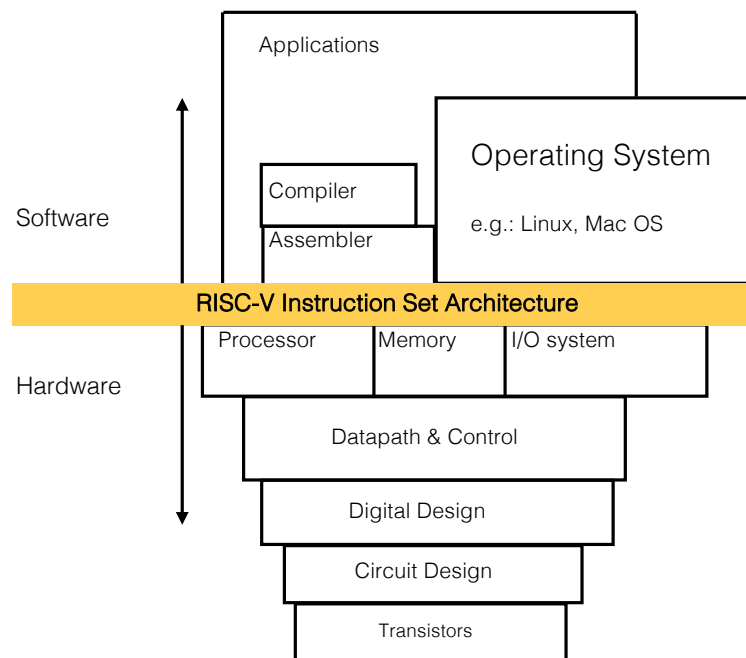 Applications
Operating System
Compiler
e.g.: Linux, Mac OS
Software
Assembler
RISC-V Instruction Set Architecture
Processor
Memory
I/O system
Hardware
Datapath & Control
Digital Design
Circuit Design
Transistors